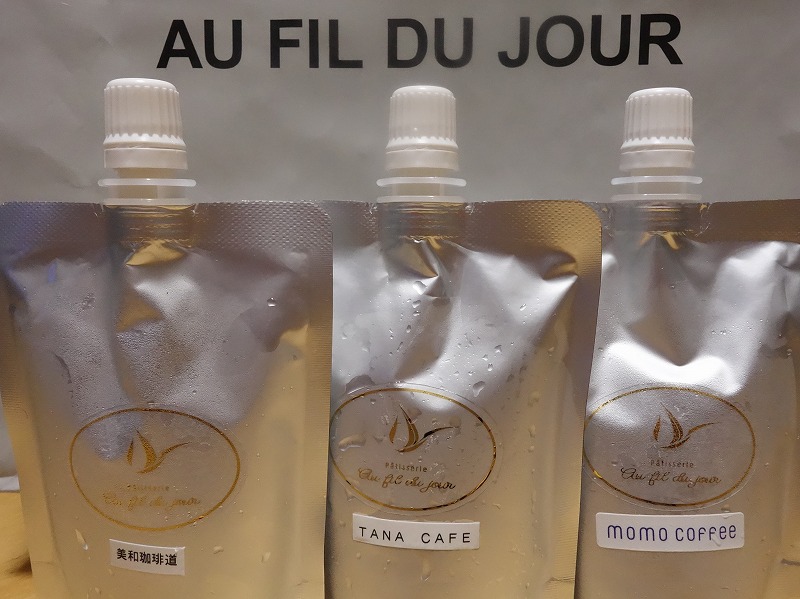 AU FIL DU JOUR
Pâtisserie
Au fil du jour
美和珈琲道
Pâtisserie
Au fil du jour
TANA CAFE
Pâtisserie
Au fil du jour
momo coffee